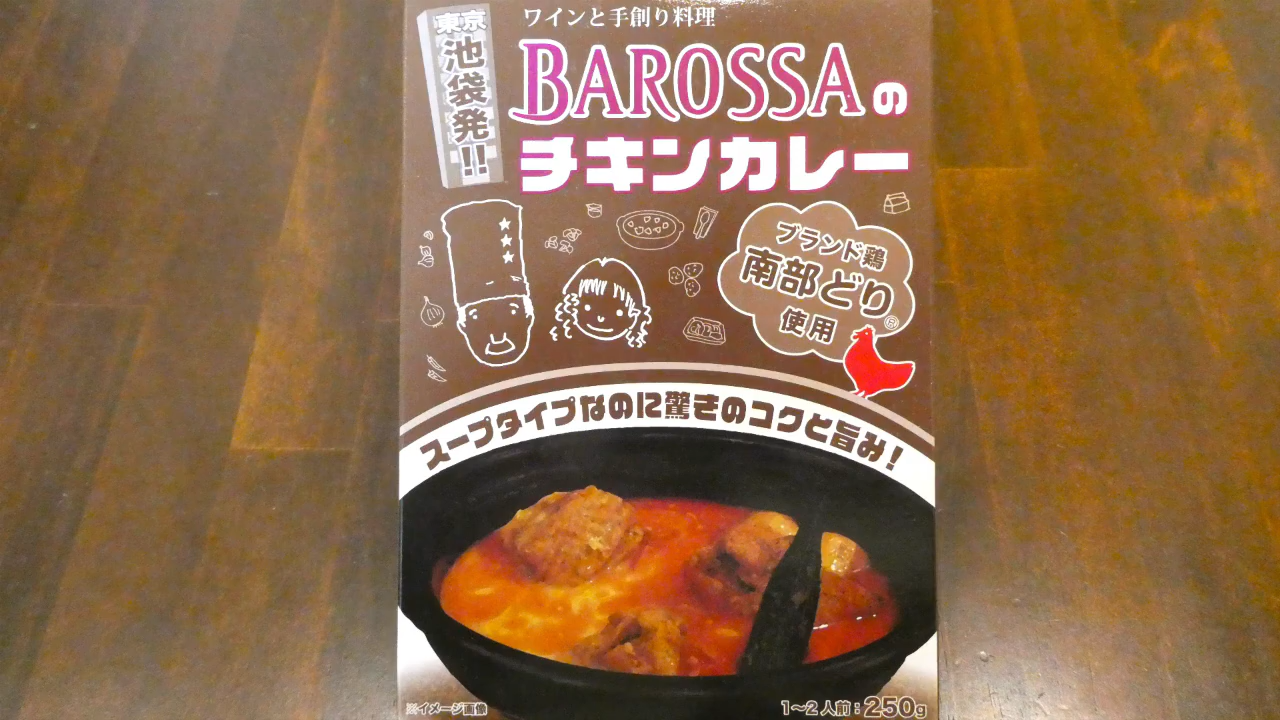 東京
池袋発!!
ワインと手創り料理
BAROSSAの
チキンカレー
ブランド鶏
南部どり®
使用
スープタイプなのに驚きのコクと旨み!
※イメージ画像
1〜2人前:250g